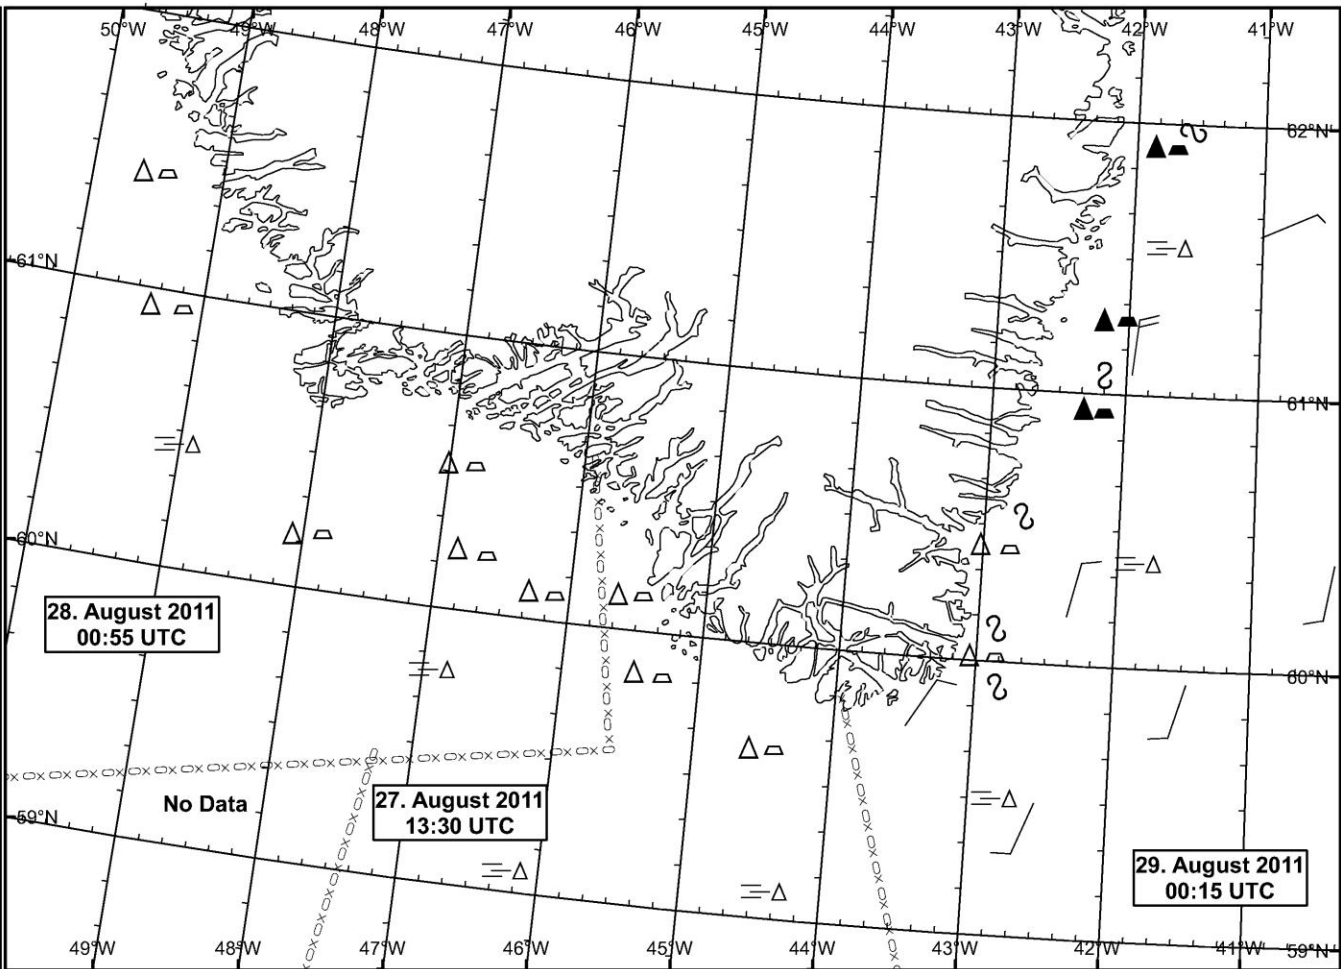 50°W 49°W 48°W 47°W 46°W 45°W 44°W 43°W 42°W 41°W
62°N
61°N
61°N
60°N
28. August 2011
00:55 UTC
60°N
No Data
27. August 2011
13:30 UTC
59°N
29. August 2011
00:15 UTC
49°W 48°W 47°W 46°W 45°W 44°W 43°W 42°W 41°W 59°N